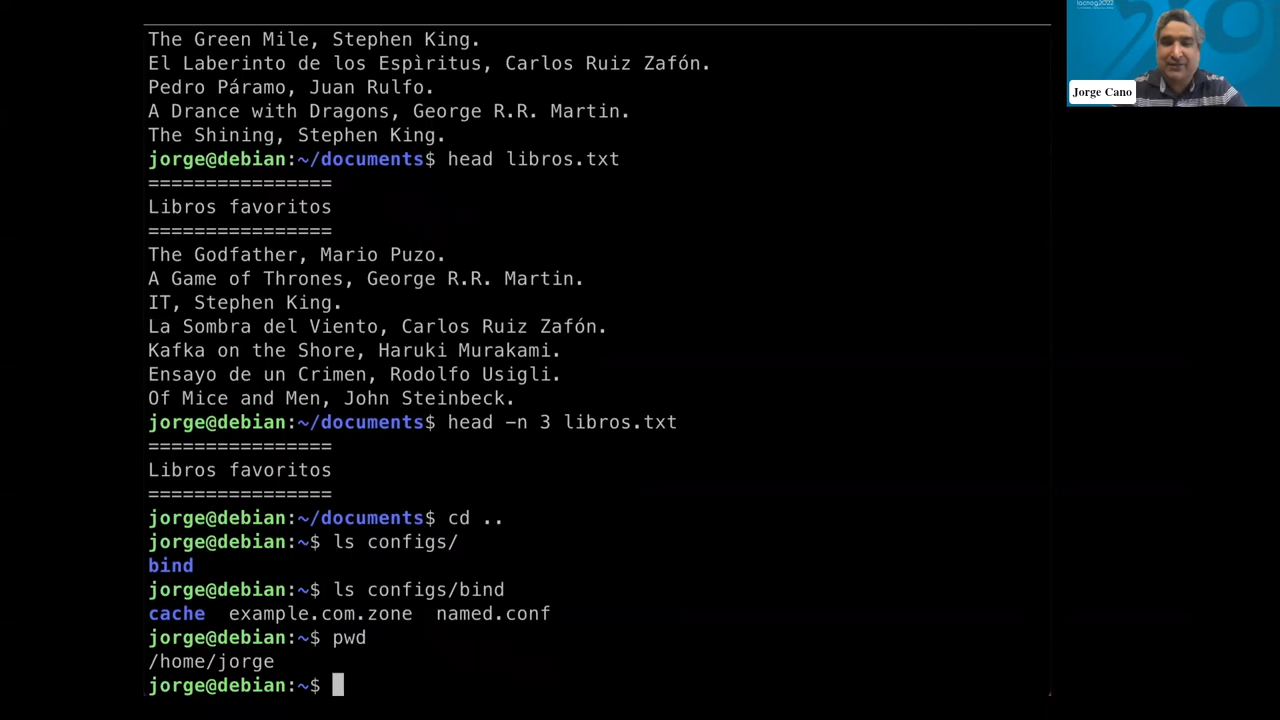 The Green Mile, Stephen King.
El Laberinto de los Espìritus, Carlos Ruiz Zafón.
Pedro Páramo, Juan Rulfo.
A Drance with Dragons, George R.R. Martin.
The Shining, Stephen King.
jorge@debian:~/documents$ head libros.txt
================
Libros favoritos
================
The Godfather, Mario Puzo.
A Game of Thrones, George R.R. Martin.
IT, Stephen King.
La Sombra del Viento, Carlos Ruiz Zafón.
Kafka on the Shore, Haruki Murakami.
Ensayo de un Crimen, Rodolfo Usigli.
Of Mice and Men, John Steinbeck.
jorge@debian:~/documents$ head -n 3 libros.txt
================
Libros favoritos
================
jorge@debian:~/documents$ cd ..
jorge@debian:~$ ls configs/
bind
jorge@debian:~$ ls configs/bind
cache example.com.zone named.conf
jorge@debian:~$ pwd
/home/jorge
jorge@debian:~$
lacnog2022
Jorge Cano